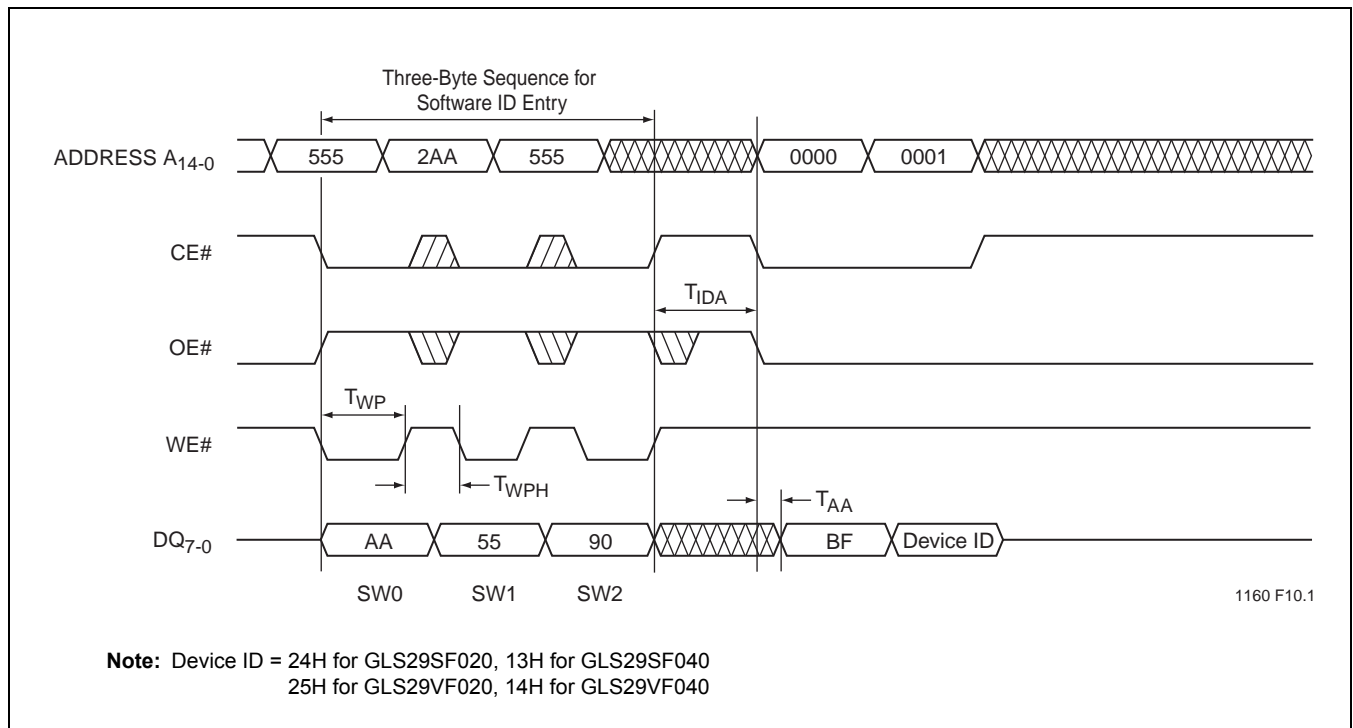 Three-Byte Sequence for
Software ID Entry
ADDRESS A14-0
555
2AA
555
0000
0001
CE#
TIDA
OE#
TWP
WE#
TWPH
TAA
DQ7-0
AA
55
90
BF
Device ID
SW0
SW1
SW2
1160 F10.1
Note: Device ID = 24H for GLS29SF020, 13H for GLS29SF040
25H for GLS29VF020, 14H for GLS29VF040